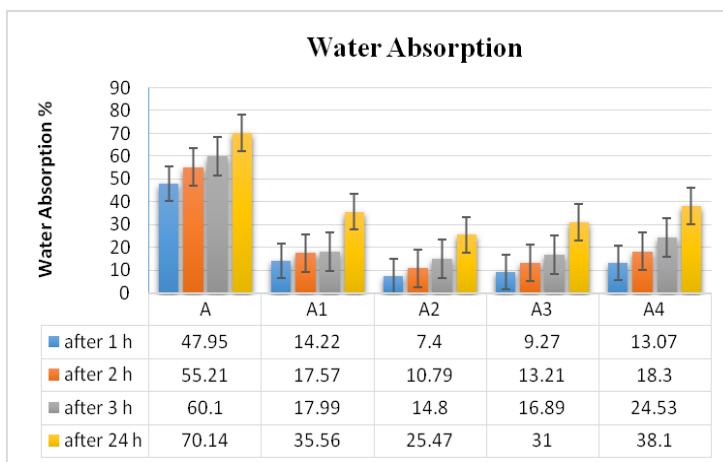 Water Absorption
Water Absorption %
90
80
70
60
50
40
30
20
10
0
A A1 A2 A3 A4
after 1 h 47.95 14.22 7.4 9.27 13.07
after 2 h 55.21 17.57 10.79 13.21 18.3
after 3 h 60.1 17.99 14.8 16.89 24.53
after 24 h 70.14 35.56 25.47 31 38.1